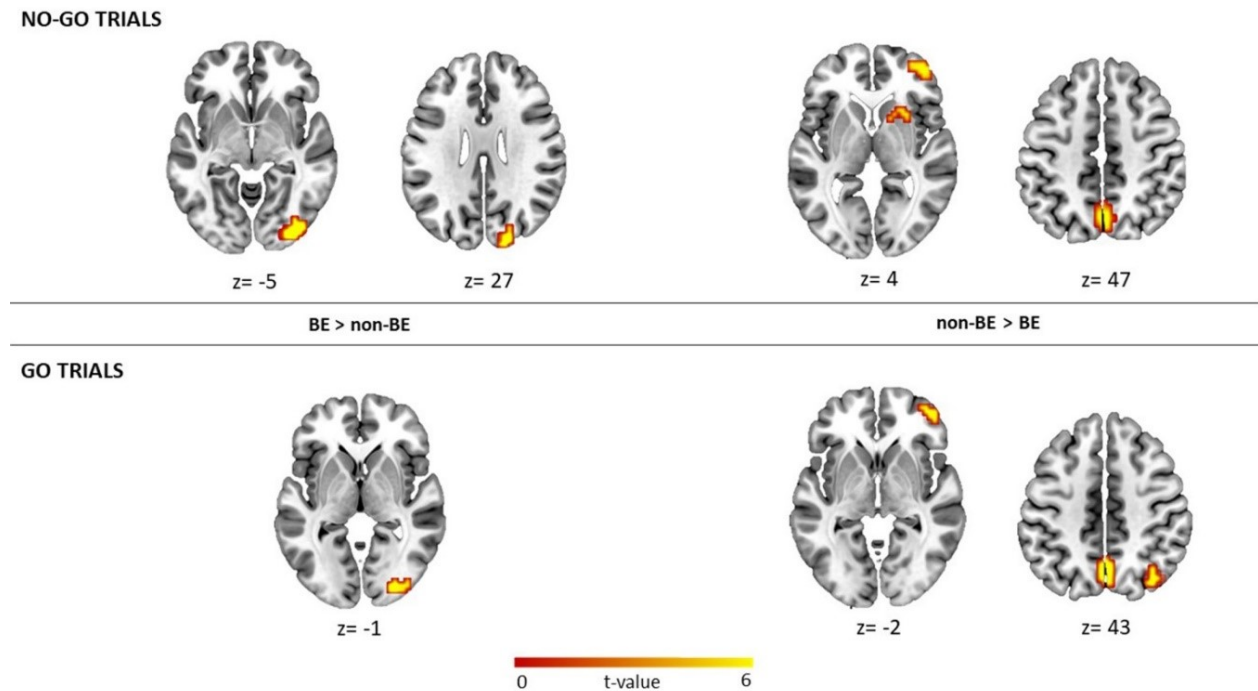 NO-GO TRIALS
z= -5
z= 27
z= 4
z= 47
BE > non-BE
non-BE > BE
GO TRIALS
z= -1
z= -2
z= 43
0
t-value
6